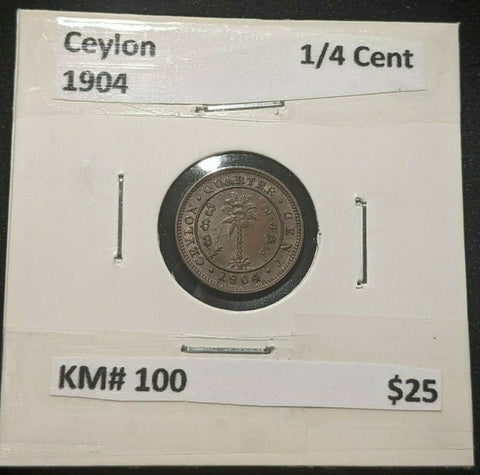 Ceylon 1/4 Cent
1904
CEYLON · QUARTER · CENT
· 1904 ·
KM# 100 $25